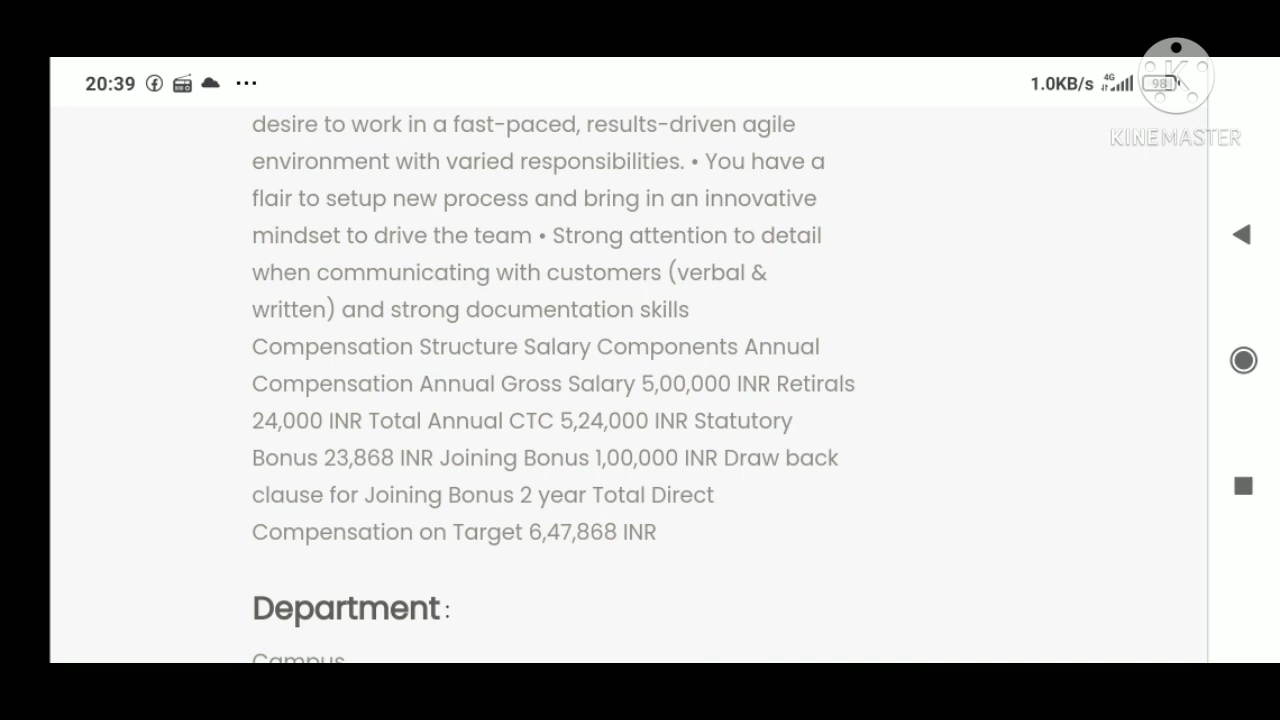 20:39 ... 1.0KB/s 4G 98
KINEMASTER
desire to work in a fast-paced, results-driven agile
environment with varied responsibilities. • You have a
flair to setup new process and bring in an innovative
mindset to drive the team • Strong attention to detail
when communicating with customers (verbal &
written) and strong documentation skills
Compensation Structure Salary Components Annual
Compensation Annual Gross Salary 5,00,000 INR Retirals
24,000 INR Total Annual CTC 5,24,000 INR Statutory
Bonus 23,868 INR Joining Bonus 1,00,000 INR Draw back
clause for Joining Bonus 2 year Total Direct
Compensation on Target 6,47,868 INR
Department :
Campus